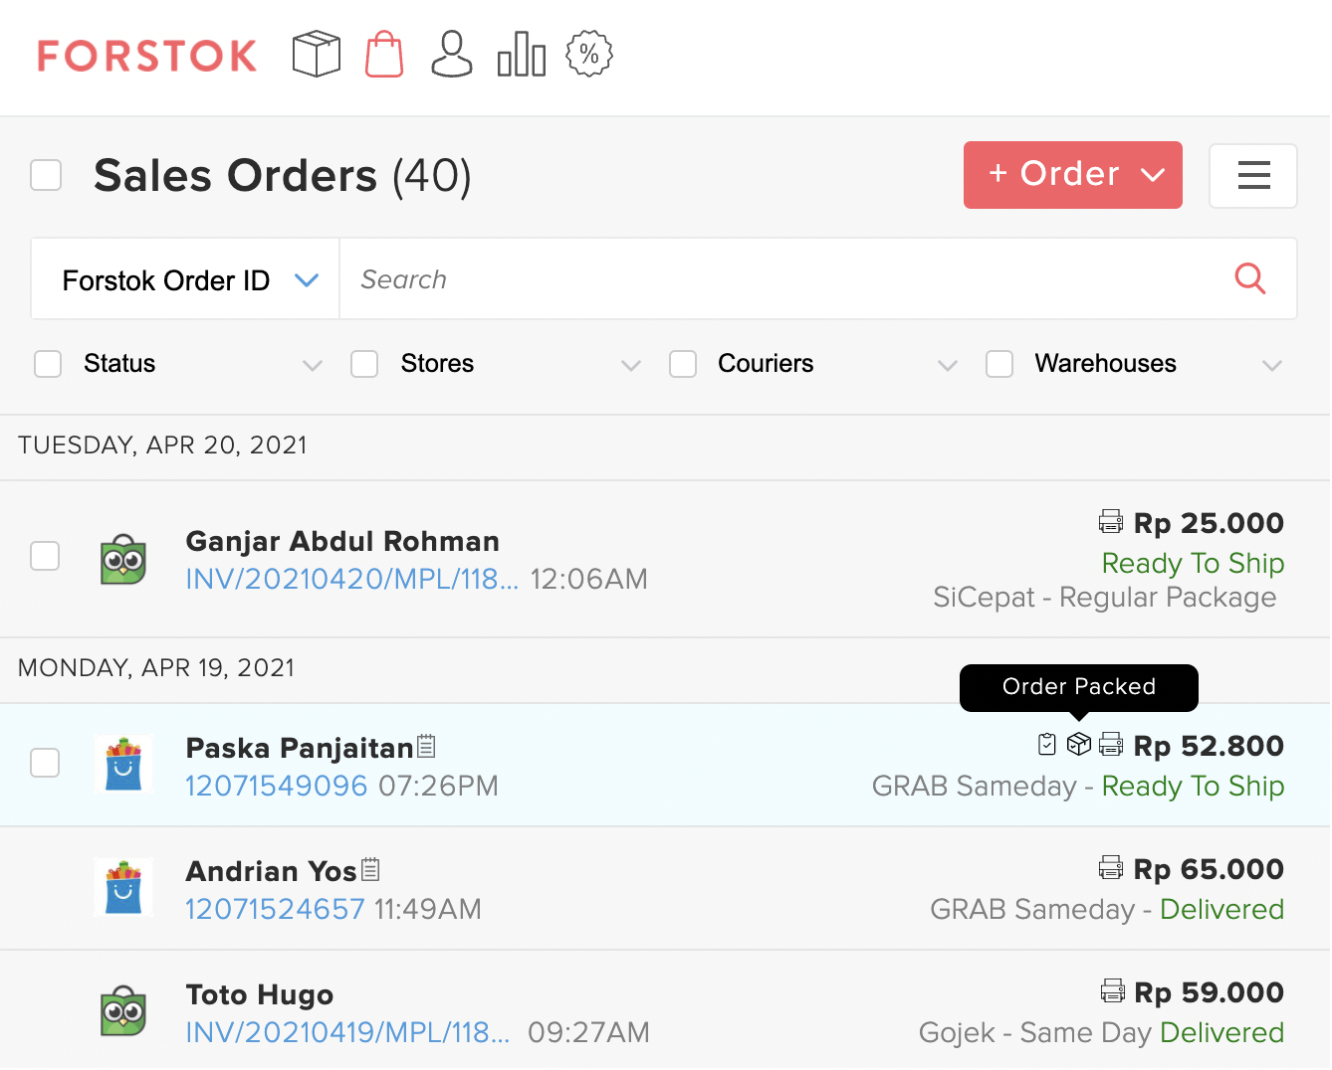 FORSTOK %
Sales Orders (40) + Order
Forstok Order ID Search
Status Stores Couriers Warehouses
TUESDAY, APR 20, 2021
Ganjar Abdul Rohman Rp 25.000
INV/20210420/MPL/118... 12:06AM Ready To Ship
SiCepat - Regular Package
MONDAY, APR 19, 2021
Order Packed
Paska Panjaitan Rp 52.800
12071549096 07:26PM GRAB Sameday - Ready To Ship
Andrian Yos Rp 65.000
12071524657 11:49AM GRAB Sameday - Delivered
Toto Hugo Rp 59.000
INV/20210419/MPL/118... 09:27AM Gojek - Same Day Delivered